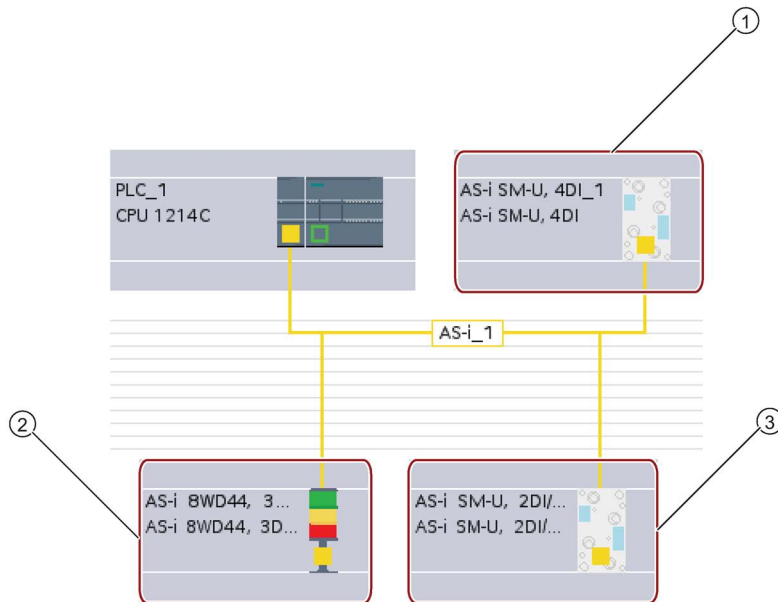 ①
PLC_1
CPU 1214C
AS-i SM-U, 4DI_1
AS-i SM-U, 4DI
AS-i_1
②
③
AS-i 8WD44, 3...
AS-i 8WD44, 3D...
AS-i SM-U, 2DI/...
AS-i SM-U, 2DI/...